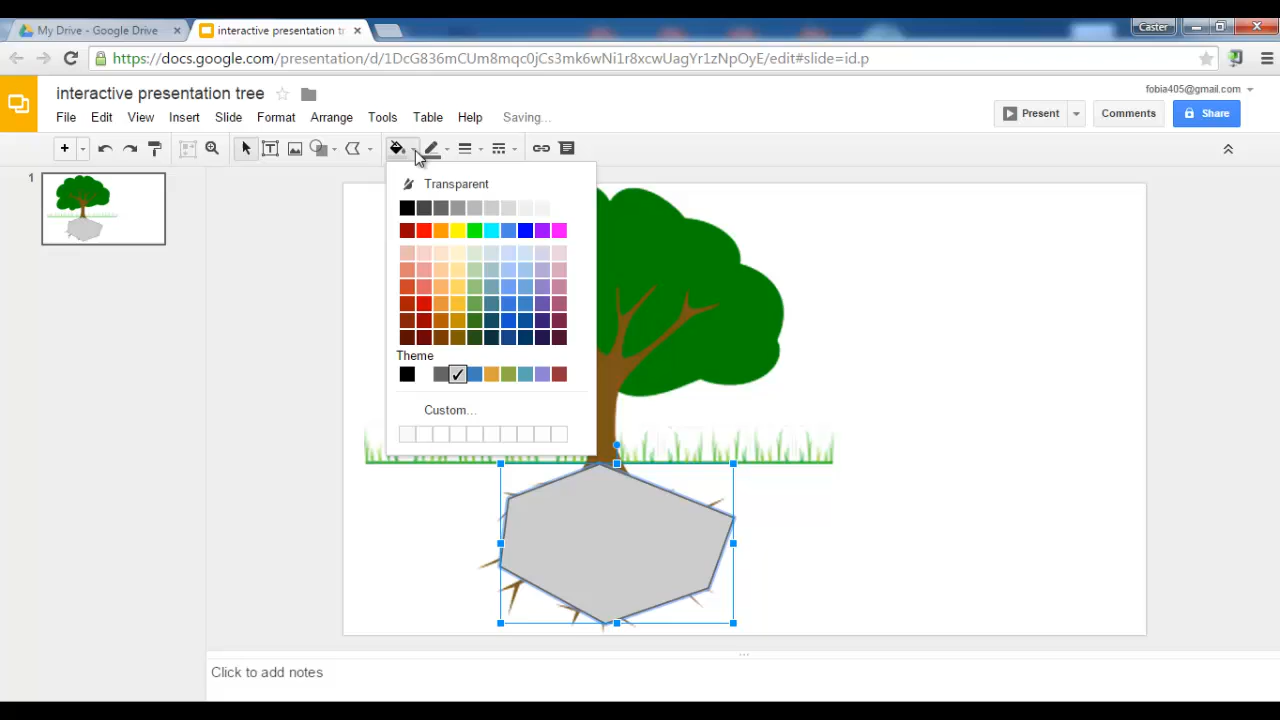 My Drive - Google Drive
interactive presentation tr
Caster
https://docs.google.com/presentation/d/1DcG836mCUm8mqc0jCs3nk6wNi1r8xcwUagYr1zNpOyE/edit#slide=id.p
interactive presentation tree
fobia405@gmail.com
File Edit View Insert Slide Format Arrange Tools Table Help Saving...
Present
Comments
Share
1
Transparent
Theme
Custom...
Click to add notes